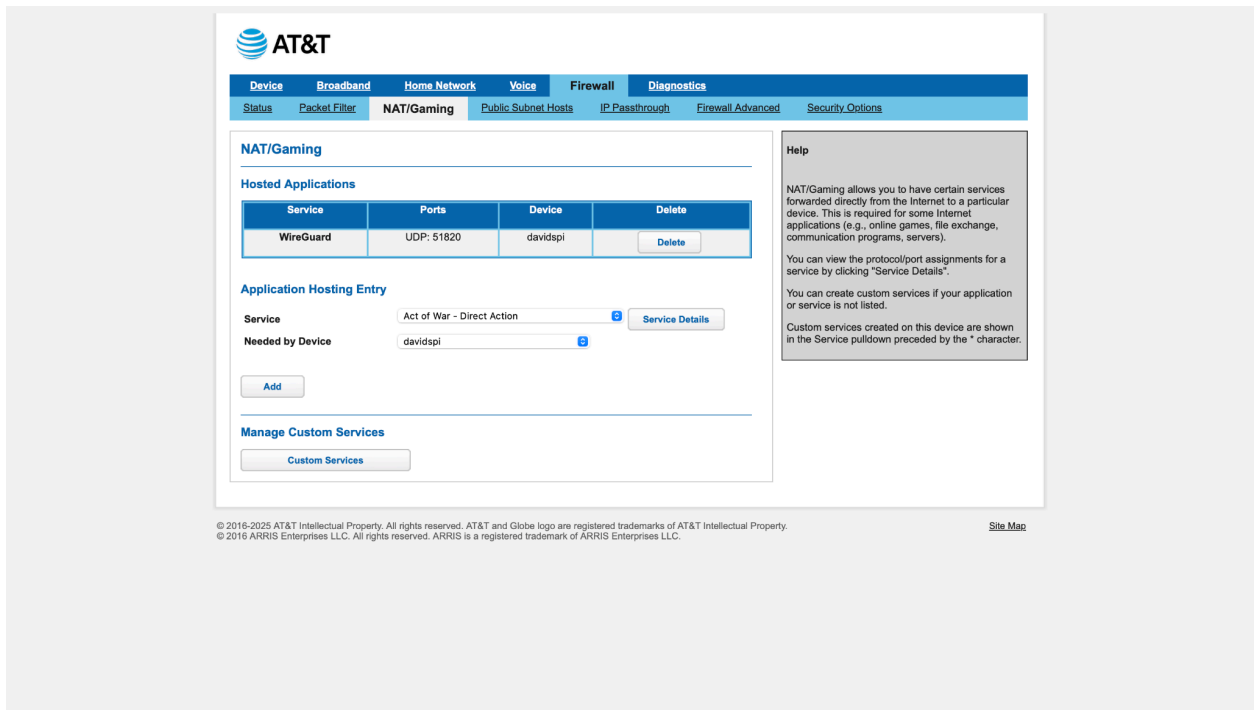 AT&T
Device Broadband Home Network Voice Firewall Diagnostics
Status Packet Filter NAT/Gaming Public Subnet Hosts IP Passthrough Firewall Advanced Security Options
NAT/Gaming
Hosted Applications
Service Ports Device Delete
WireGuard UDP: 51820 davidspi Delete
Application Hosting Entry
Service Act of War - Direct Action Service Details
Needed by Device davidspi
Add
Manage Custom Services
Custom Services
Help
NAT/Gaming allows you to have certain services
forwarded directly from the Internet to a particular
device. This is required for some Internet
applications (e.g., online games, file exchange,
communication programs, servers).
You can view the protocol/port assignments for a
service by clicking "Service Details".
You can create custom services if your application
or service is not listed.
Custom services created on this device are shown
in the Service pulldown preceded by the * character.
© 2016-2025 AT&T Intellectual Property. All rights reserved. AT&T and Globe logo are registered trademarks of AT&T Intellectual Property. Site Map
© 2016 ARRIS Enterprises LLC. All rights reserved. ARRIS is a registered trademark of ARRIS Enterprises LLC.